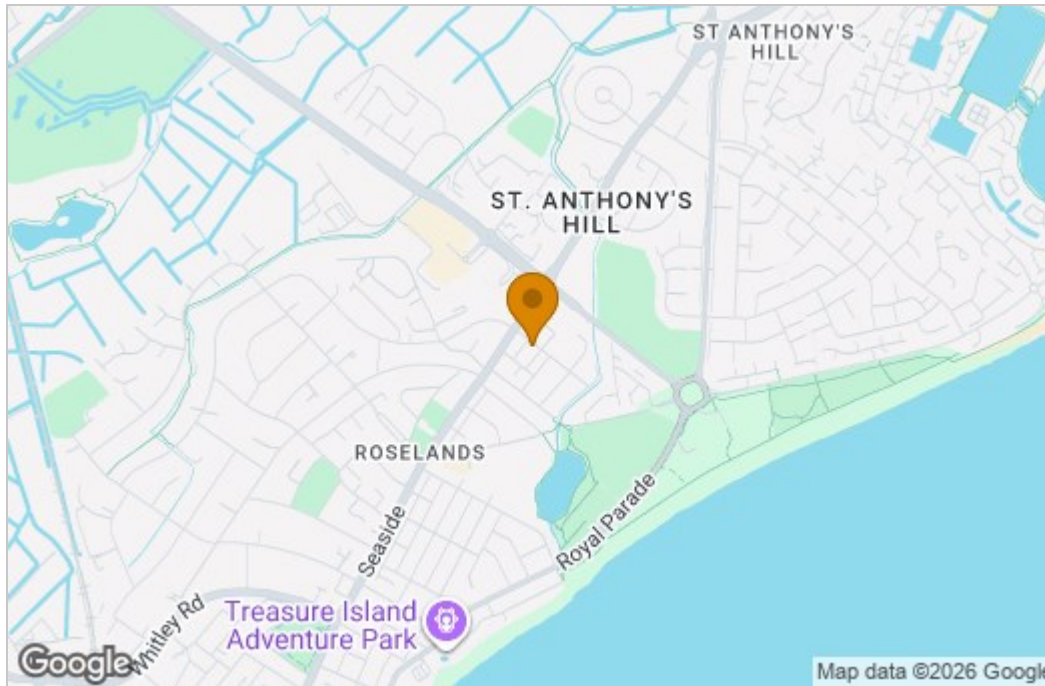 ST ANTHONY'S
HILL
ST. ANTHONY'S
HILL
ROSELANDS
Seaside
Royal Parade
Whitley Rd
Treasure Island
Adventure Park
Google
Map data ©2026 Google